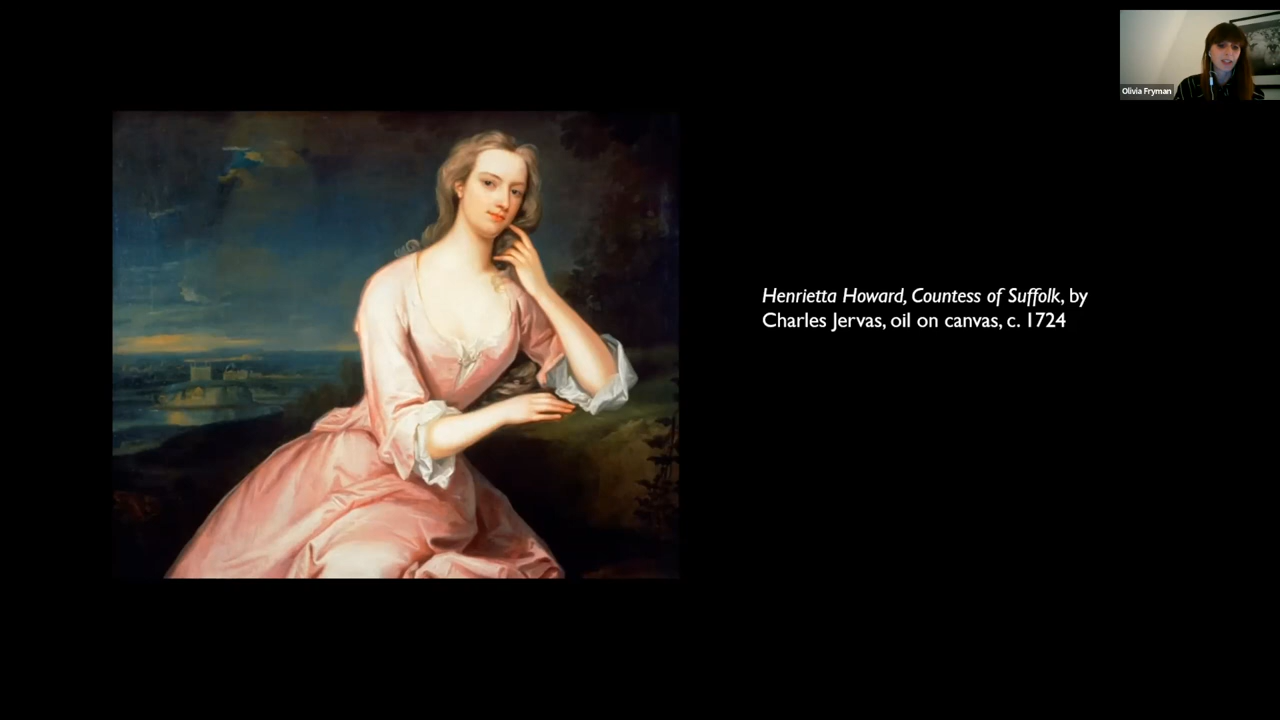 Olivia Fryman
Henrietta Howard, Countess of Suffolk, by
Charles Jervas, oil on canvas, c. 1724